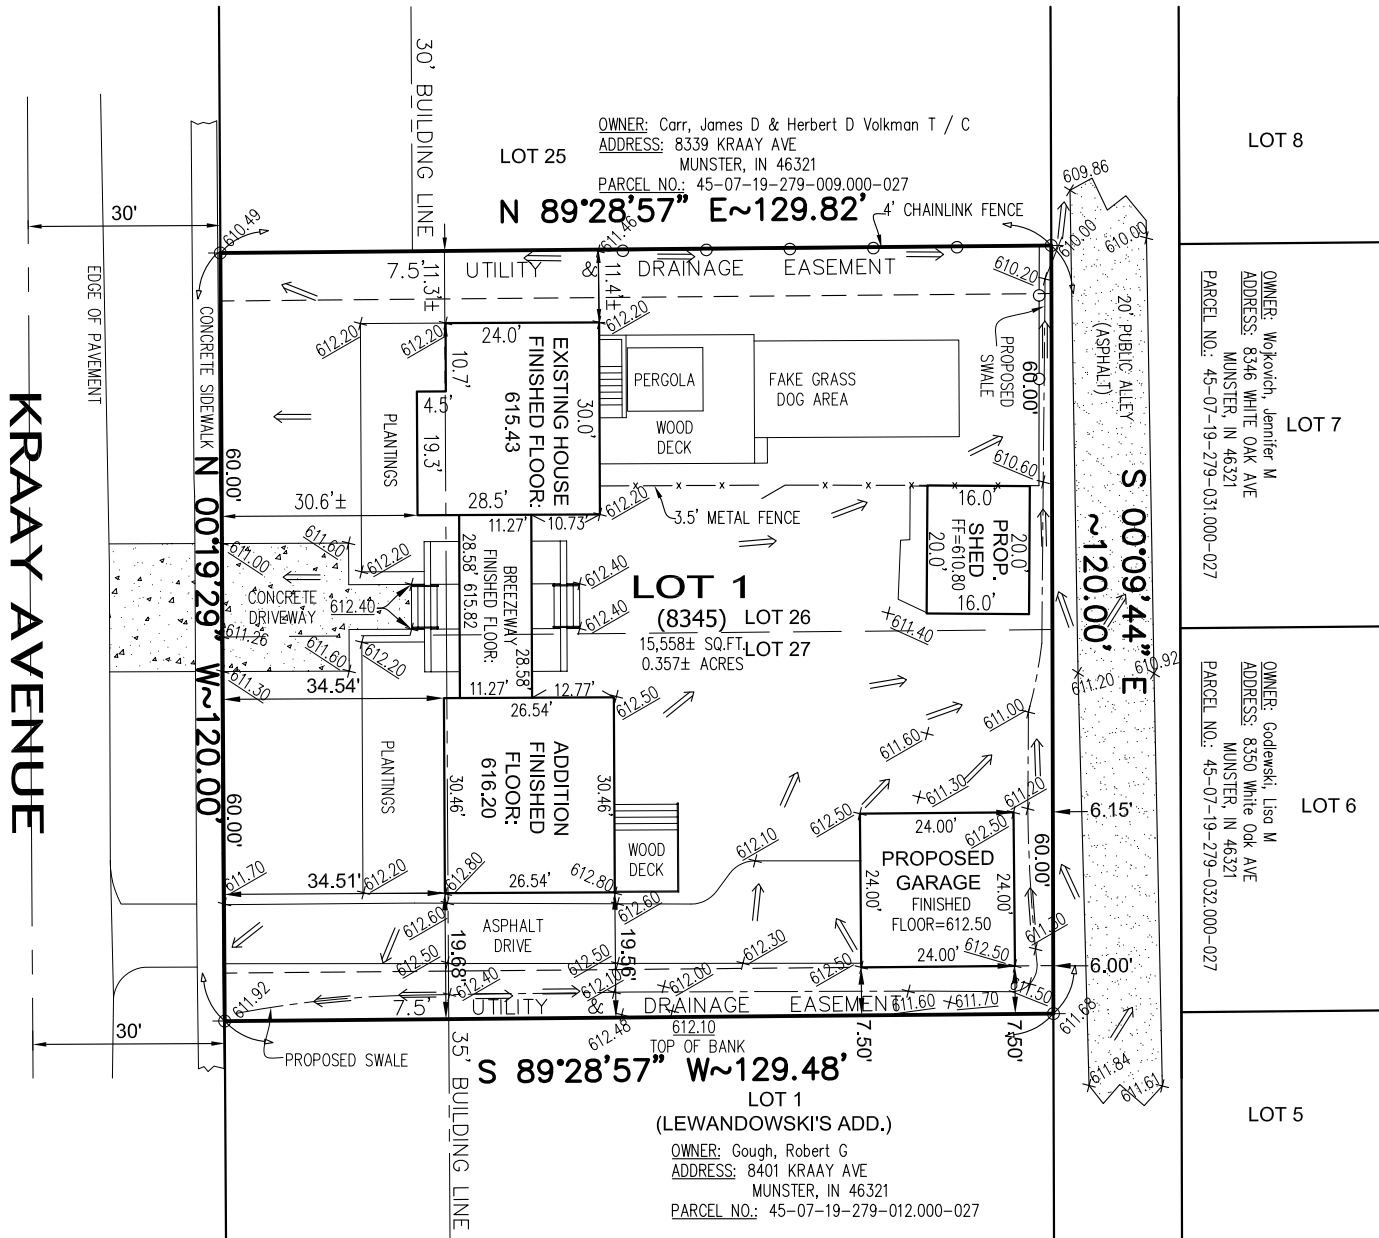 30' BUILDING LINE
OWNER: Carr, James D & Herbert D Volkman T / C
ADDRESS: 8339 KRAAY AVE
MUNSTER, IN 46321
PARCEL NO.: 45-07-19-279-009.000-027
LOT 25
LOT 8
609.86
N 89°28'57" E~129.82'
4' CHAINLINK FENCE
30'
610.49
611.46
610.00
610.00
7.5' UTILITY & DRAINAGE EASEMENT
11.3'±
11.4'±
610.20
EDGE OF PAVEMENT
CONCRETE SIDEWALK
612.20
612.20
612.20
24.0'
10.7'
4.5'
19.3'
30.0'
28.5'
EXISTING HOUSE
FINISHED FLOOR:
615.43
PERGOLA
WOOD
DECK
FAKE GRASS
DOG AREA
PROPOSED
SWALE
60.00'
20' PUBLIC ALLEY
(ASPHALT)
OWNER: Wojkovich, Jennifer M
ADDRESS: 8346 WHITE OAK AVE
MUNSTER, IN 46321
PARCEL NO.: 45-07-19-279-031.000-027
LOT 7
PLANTINGS
60.00'
30.6'±
610.60
612.20
3.5' METAL FENCE
11.27'
10.73'
16.0'
PROP.
SHED
FF=610.80
20.0'
20.0'
16.0'
S 00°09'44" E
~120.00'
KRAAY AVENUE
N 00°19'29" W~120.00'
611.00
611.60
612.20
CONCRETE
DRIVEWAY
612.40
611.26
611.60
612.20
611.30
BREEZEWAY
FINISHED FLOOR:
615.82
28.58'
28.58'
612.40
612.40
LOT 1
(8345)
15,558± SQ.FT.
0.357± ACRES
LOT 26
LOT 27
611.40
610.92
611.20
34.54'
11.27'
12.77'
26.54'
612.50
611.00
611.60
OWNER: Godlewski, Lisa M
ADDRESS: 8350 White Oak AVE
MUNSTER, IN 46321
PARCEL NO.: 45-07-19-279-032.000-027
LOT 6
PLANTINGS
60.00'
30.46'
30.46'
ADDITION
FINISHED
FLOOR:
616.20
611.30
611.20
6.15'
612.50
24.00'
612.50
PROPOSED
GARAGE
FINISHED
FLOOR=612.50
24.00'
24.00'
24.00'
60.00'
612.10
WOOD
DECK
611.70
34.51'
612.20
612.80
26.54'
612.80
612.60
612.60
ASPHALT
DRIVE
612.50
612.50
612.30
612.50
612.50
611.30
6.00'
19.68'
19.56'
612.40
612.10
612.00
611.60
611.70
611.50
611.92
7.5' UTILITY & DRAINAGE EASEMENT
611.68
30'
PROPOSED SWALE
612.48
612.10
TOP OF BANK
7.50'
7.50'
611.84
611.61
S 89°28'57" W~129.48'
35' BUILDING LINE
LOT 1
(LEWANDOWSKI'S ADD.)
OWNER: Gough, Robert G
ADDRESS: 8401 KRAAY AVE
MUNSTER, IN 46321
PARCEL NO.: 45-07-19-279-012.000-027
LOT 5